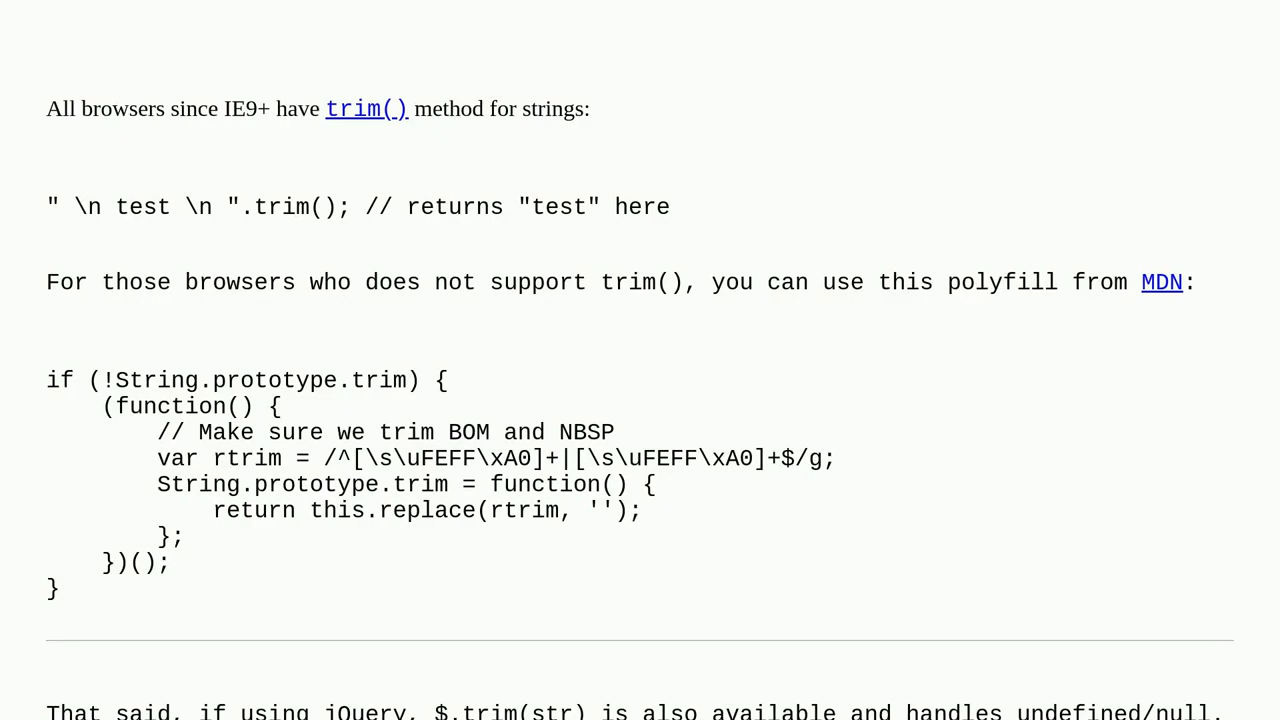 All browsers since IE9+ have trim() method for strings:
" \n test \n ".trim(); // returns "test" here
For those browsers who does not support trim(), you can use this polyfill from MDN:
if (!String.prototype.trim) {
    (function() {
        // Make sure we trim BOM and NBSP
        var rtrim = /^[\s\uFEFF\xA0]+|[\s\uFEFF\xA0]+$/g;
        String.prototype.trim = function() {
            return this.replace(rtrim, '');
        };
    })();
}
That said, if using jQuery, $.trim(str) is also available and handles undefined/null.